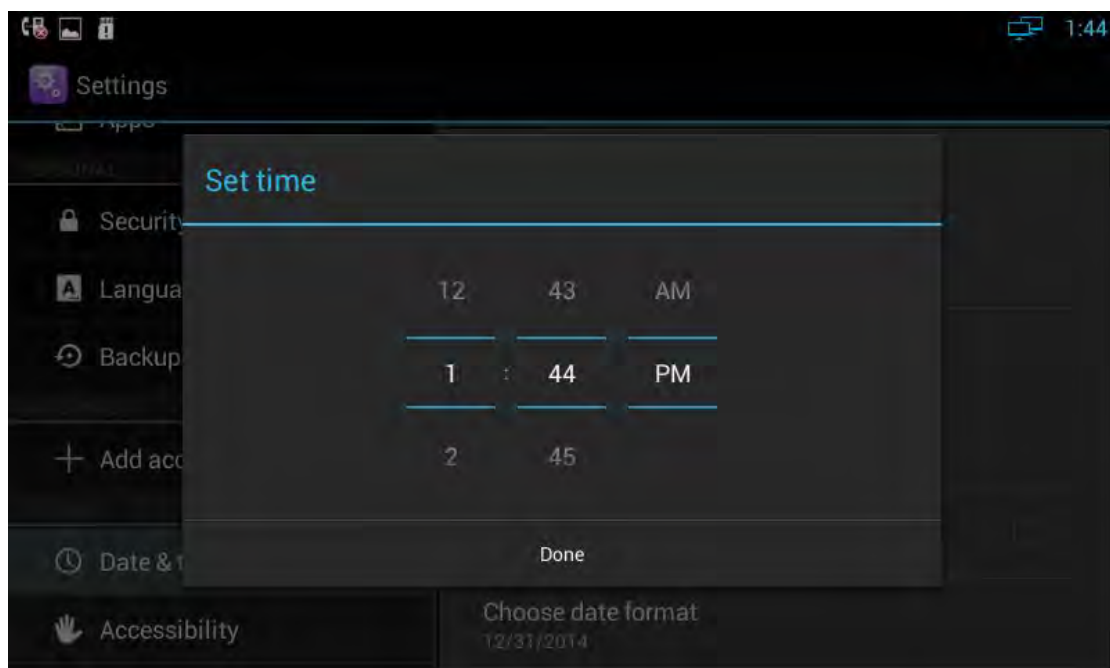 1:44
Settings
Apps
Set time
Security
Langua
Backup
Add acc
Date & t
Accessibility
12 43 AM
1 : 44 PM
2 45
Done
Choose date format
12/31/2014